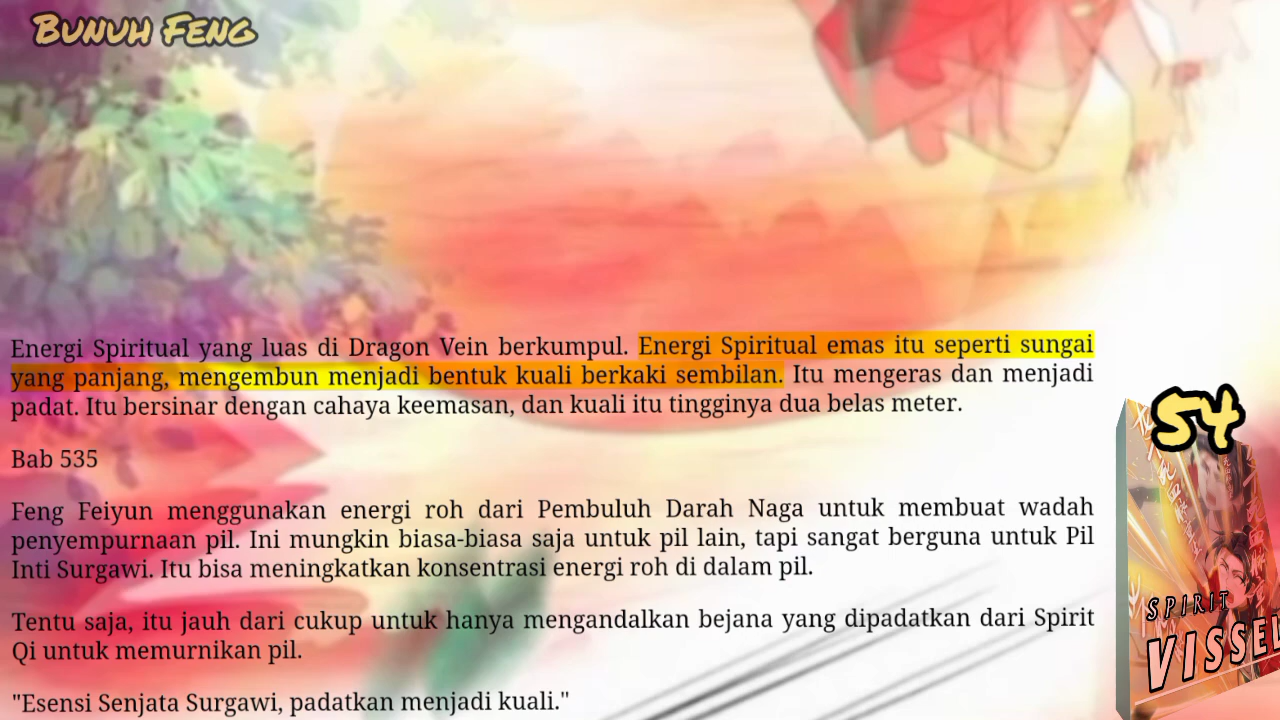 Bunuh Feng
Energi Spiritual yang luas di Dragon Vein berkumpul. Energi Spiritual emas itu seperti sungai
yang panjang, mengembun menjadi bentuk kuali berkaki sembilan. Itu mengeras dan menjadi
padat. Itu bersinar dengan cahaya keemasan, dan kuali itu tingginya dua belas meter.
Bab 535
Feng Feiyun menggunakan energi roh dari Pembuluh Darah Naga untuk membuat wadah
penyempurnaan pil. Ini mungkin biasa-biasa saja untuk pil lain, tapi sangat berguna untuk Pil
Inti Surgawi. Itu bisa meningkatkan konsentrasi energi roh di dalam pil.
Tentu saja, itu jauh dari cukup untuk hanya mengandalkan bejana yang dipadatkan dari Spirit
Qi untuk memurnikan pil.
"Esensi Senjata Surgawi, padatkan menjadi kuali."
54
SPIRIT
VISSEL